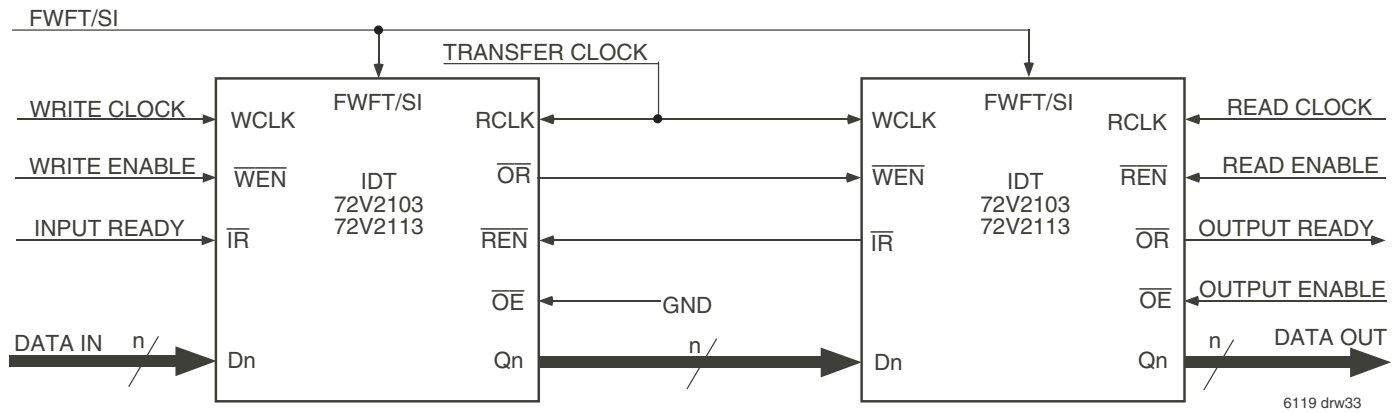 FWFT/SI
TRANSFER CLOCK
FWFT/SI
FWFT/SI
WRITE CLOCK
WCLK
RCLK
WCLK
RCLK
READ CLOCK
WRITE ENABLE
WEN
OR
WEN
REN
READ ENABLE
IDT
72V2103
72V2113
IDT
72V2103
72V2113
INPUT READY
IR
REN
IR
OR
OUTPUT READY
OE
GND
OE
OUTPUT ENABLE
DATA IN
n
Dn
Qn
n
Dn
Qn
n
DATA OUT
6119 drw33